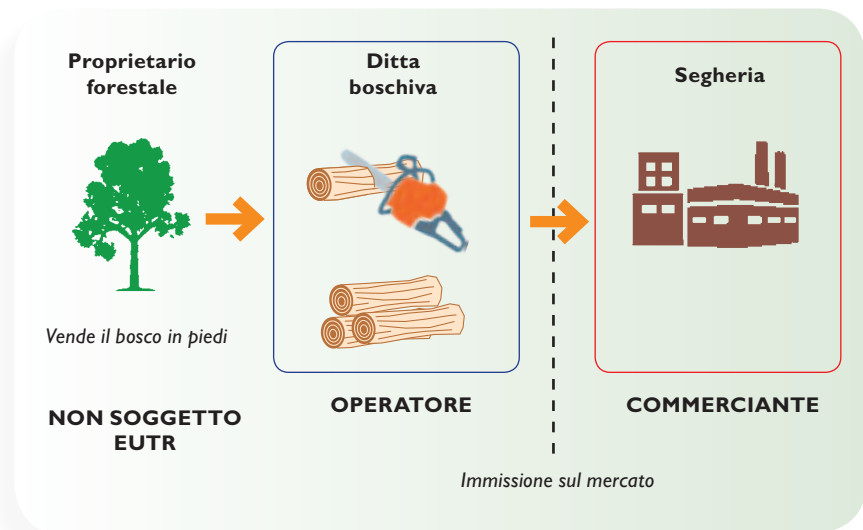 Proprietario
forestale
Ditta
boschiva
Segheria
Vende il bosco in piedi
NON SOGGETTO
EUTR
OPERATORE
COMMERCIANTE
Immissione sul mercato